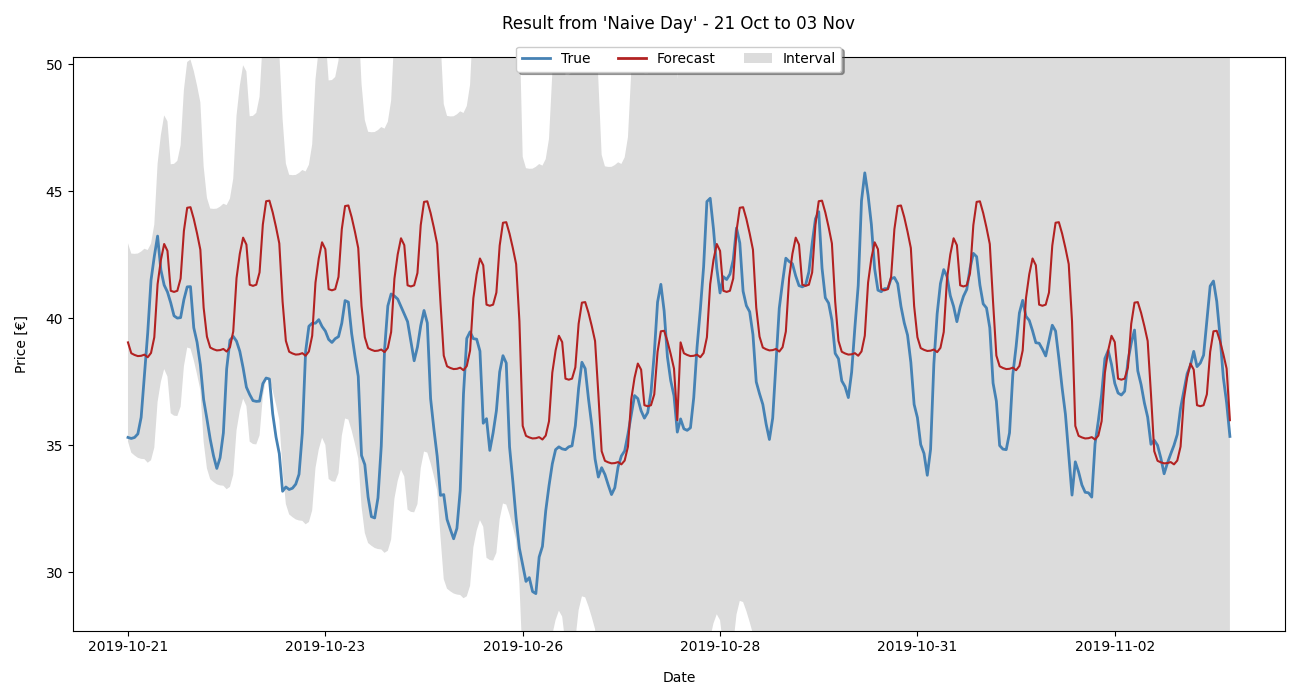 Result from 'Naive Day' - 21 Oct to 03 Nov
True
Forecast
Interval
Price [€]
50
45
40
35
30
2019-10-21
2019-10-23
2019-10-26
2019-10-28
2019-10-31
2019-11-02
Date